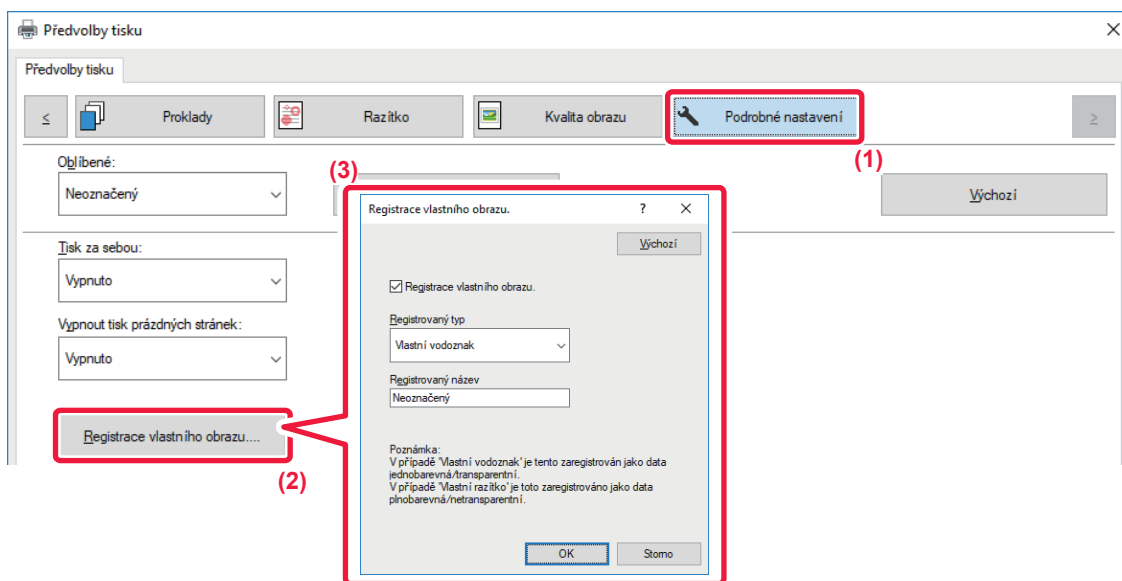 Předvolby tisku
Předvolby tisku
<
Proklady
Razítko
Kvalita obrazu
Podrobné nastavení
>
(1)
Oblíbené:
Neoznačený
Výchozí
Tisk za sebou:
Vypnuto
Vypnout tisk prázdných stránek:
Vypnuto
Registrace vlastního obrazu....
(2)
(3)
Registrace vlastního obrazu.
?
Výchozí
Registrace vlastního obrazu.
Registrovaný typ
Vlastní vodoznak
Registrovaný název
Neoznačený
Poznámka:
V případě 'Vlastní vodoznak' je tento zaregistrován jako data
jednobarevná/transparentní.
V případě 'Vlastní razítko' je toto zaregistrováno jako data
plnobarevná/netransparentní.
OK
Storno